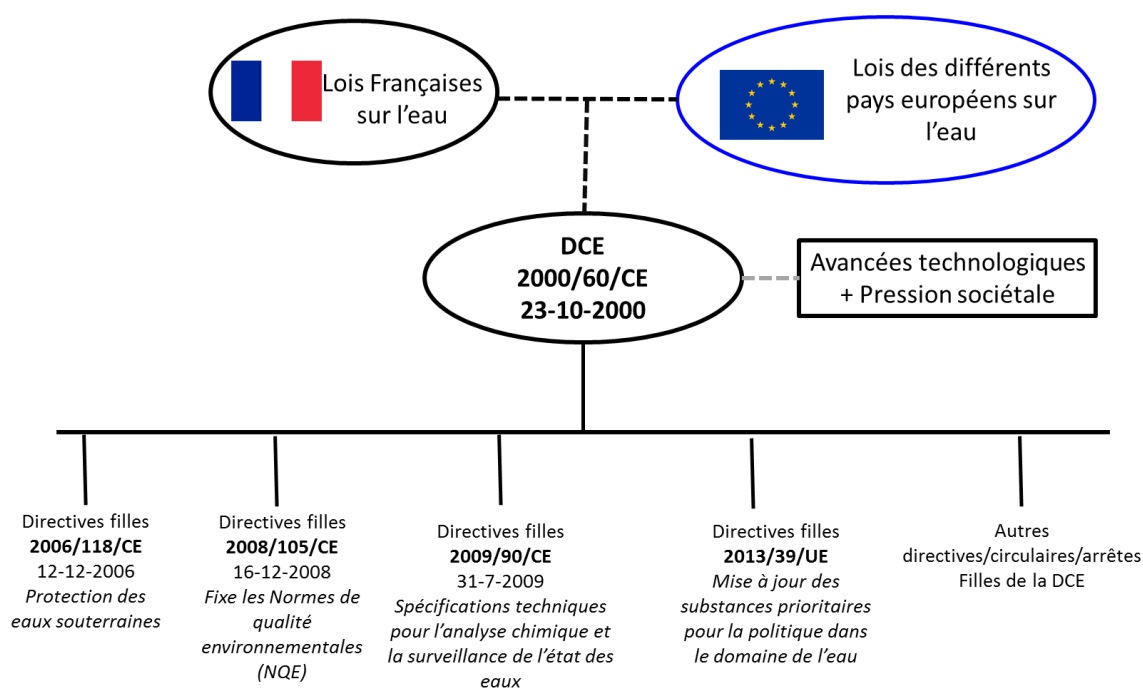 Lois Françaises
sur l'eau
Lois des différents
pays européens sur
l'eau
DCE
2000/60/CE
23-10-2000
Avancées technologiques
+ Pression sociétale
Directives filles
2006/118/CE
12-12-2006
Protection des
eaux souterraines
Directives filles
2008/105/CE
16-12-2008
Fixe les Normes de
qualité
environnementales
(NQE)
Directives filles
2009/90/CE
31-7-2009
Spécifications techniques
pour l'analyse chimique et
la surveillance de l'état des
eaux
Directives filles
2013/39/UE
Mise à jour des
substances prioritaires
pour la politique dans
le domaine de l'eau
Autres
directives/circulaires/arrêtes
Filles de la DCE